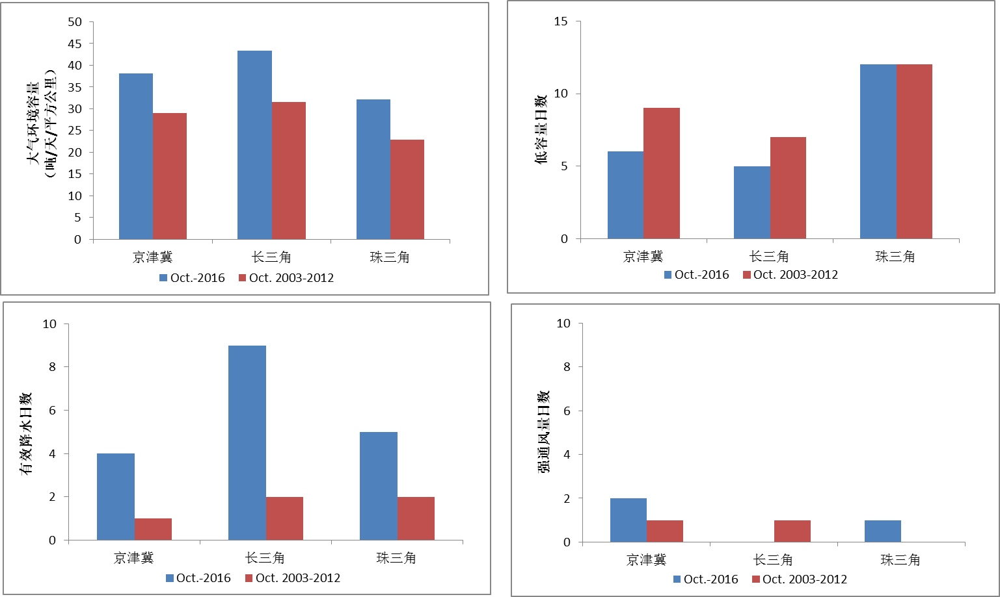 大气环境容量
（吨/天/平方公里）
50
45
40
35
30
25
20
15
10
5
0
京津冀
长三角
珠三角
Oct.-2016
Oct. 2003-2012
低容量日数
15
10
5
0
京津冀
长三角
珠三角
Oct.-2016
Oct. 2003-2012
有效降水日数
10
8
6
4
2
0
京津冀
长三角
珠三角
Oct.-2016
Oct. 2003-2012
强通风量日数
10
8
6
4
2
0
京津冀
长三角
珠三角
Oct.-2016
Oct. 2003-2012